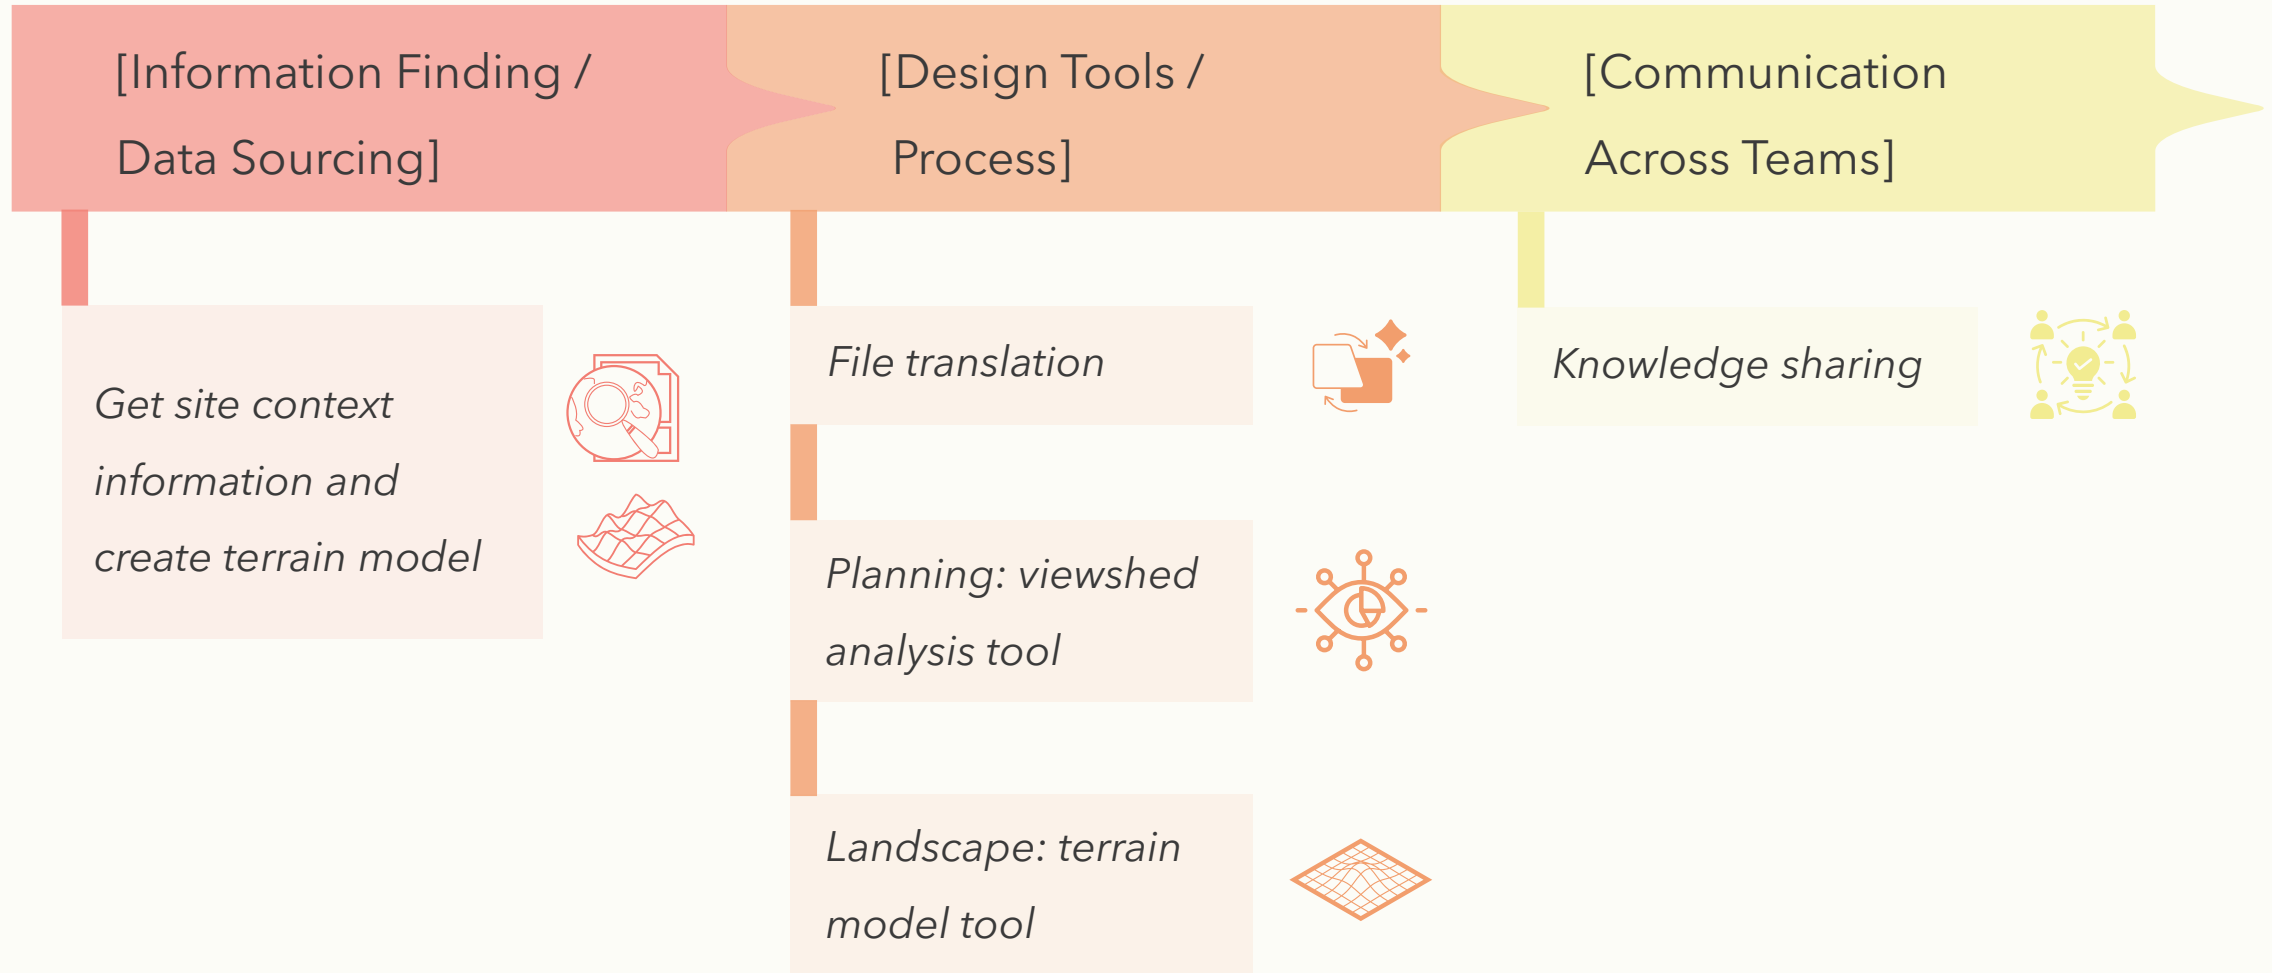 [Information Finding /
Data Sourcing]
[Design Tools /
Process]
[Communication
Across Teams]
Get site context
information and
create terrain model
File translation
Planning: viewshed
analysis tool
Landscape: terrain
model tool
Knowledge sharing